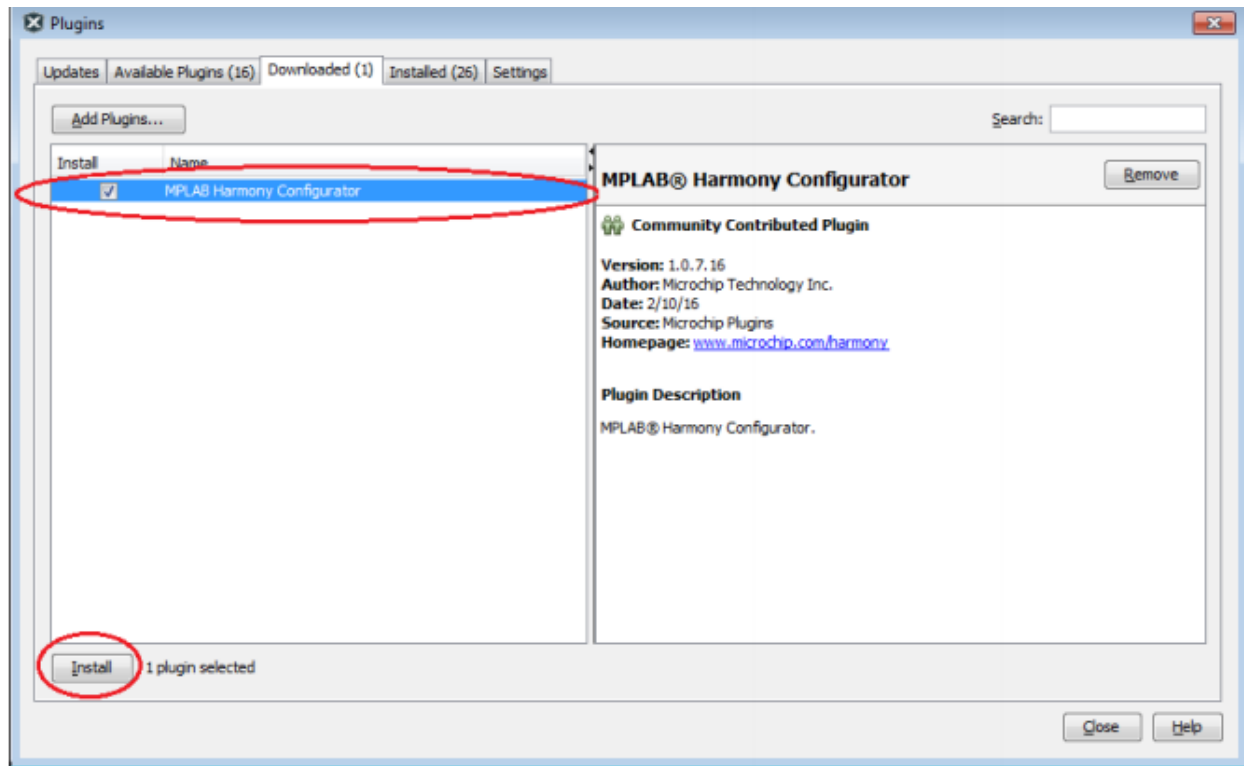 Plugins
Updates Available Plugins (16) Downloaded (1) Installed (26) Settings
Add Plugins... Search:
Install Name
MPLAB Harmony Configurator
MPLAB® Harmony Configurator Remove
Community Contributed Plugin
Version: 1.0.7.16
Author: Microchip Technology Inc.
Date: 2/10/16
Source: Microchip Plugins
Homepage: www.microchip.com/harmony
Plugin Description
MPLAB® Harmony Configurator.
Install 1 plugin selected
Close Help